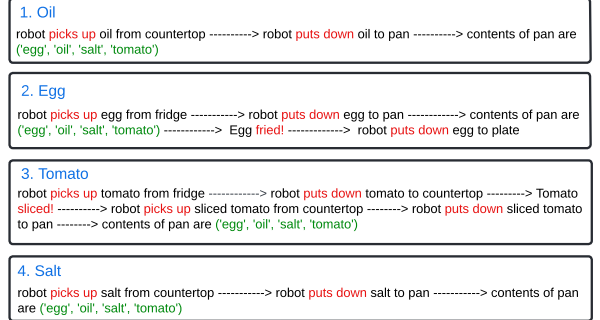 1. Oil
robot picks up oil from countertop ----------> robot puts down oil to pan ----------> contents of pan are
('egg', 'oil', 'salt', 'tomato')
2. Egg
robot picks up egg from fridge -----------> robot puts down egg to pan ------------> contents of pan are
('egg', 'oil', 'salt', 'tomato') ------------> Egg fried! -------------> robot puts down egg to plate
3. Tomato
robot picks up tomato from fridge ------------> robot puts down tomato to countertop ---------> Tomato
sliced! ----------> robot picks up sliced tomato from countertop --------> robot puts down sliced tomato
to pan --------> contents of pan are ('egg', 'oil', 'salt', 'tomato')
4. Salt
robot picks up salt from countertop -----------> robot puts down salt to pan -----------> contents of pan
are ('egg', 'oil', 'salt', 'tomato')